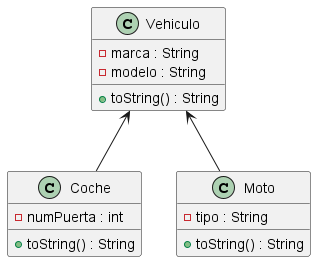 C Vehiculo
marca : String
modelo : String
toString() : String
C Coche
numPuerta : int
toString() : String
C Moto
tipo : String
toString() : String